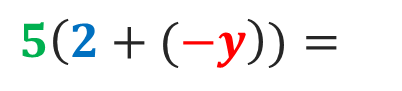 5(2 + (−y)) =